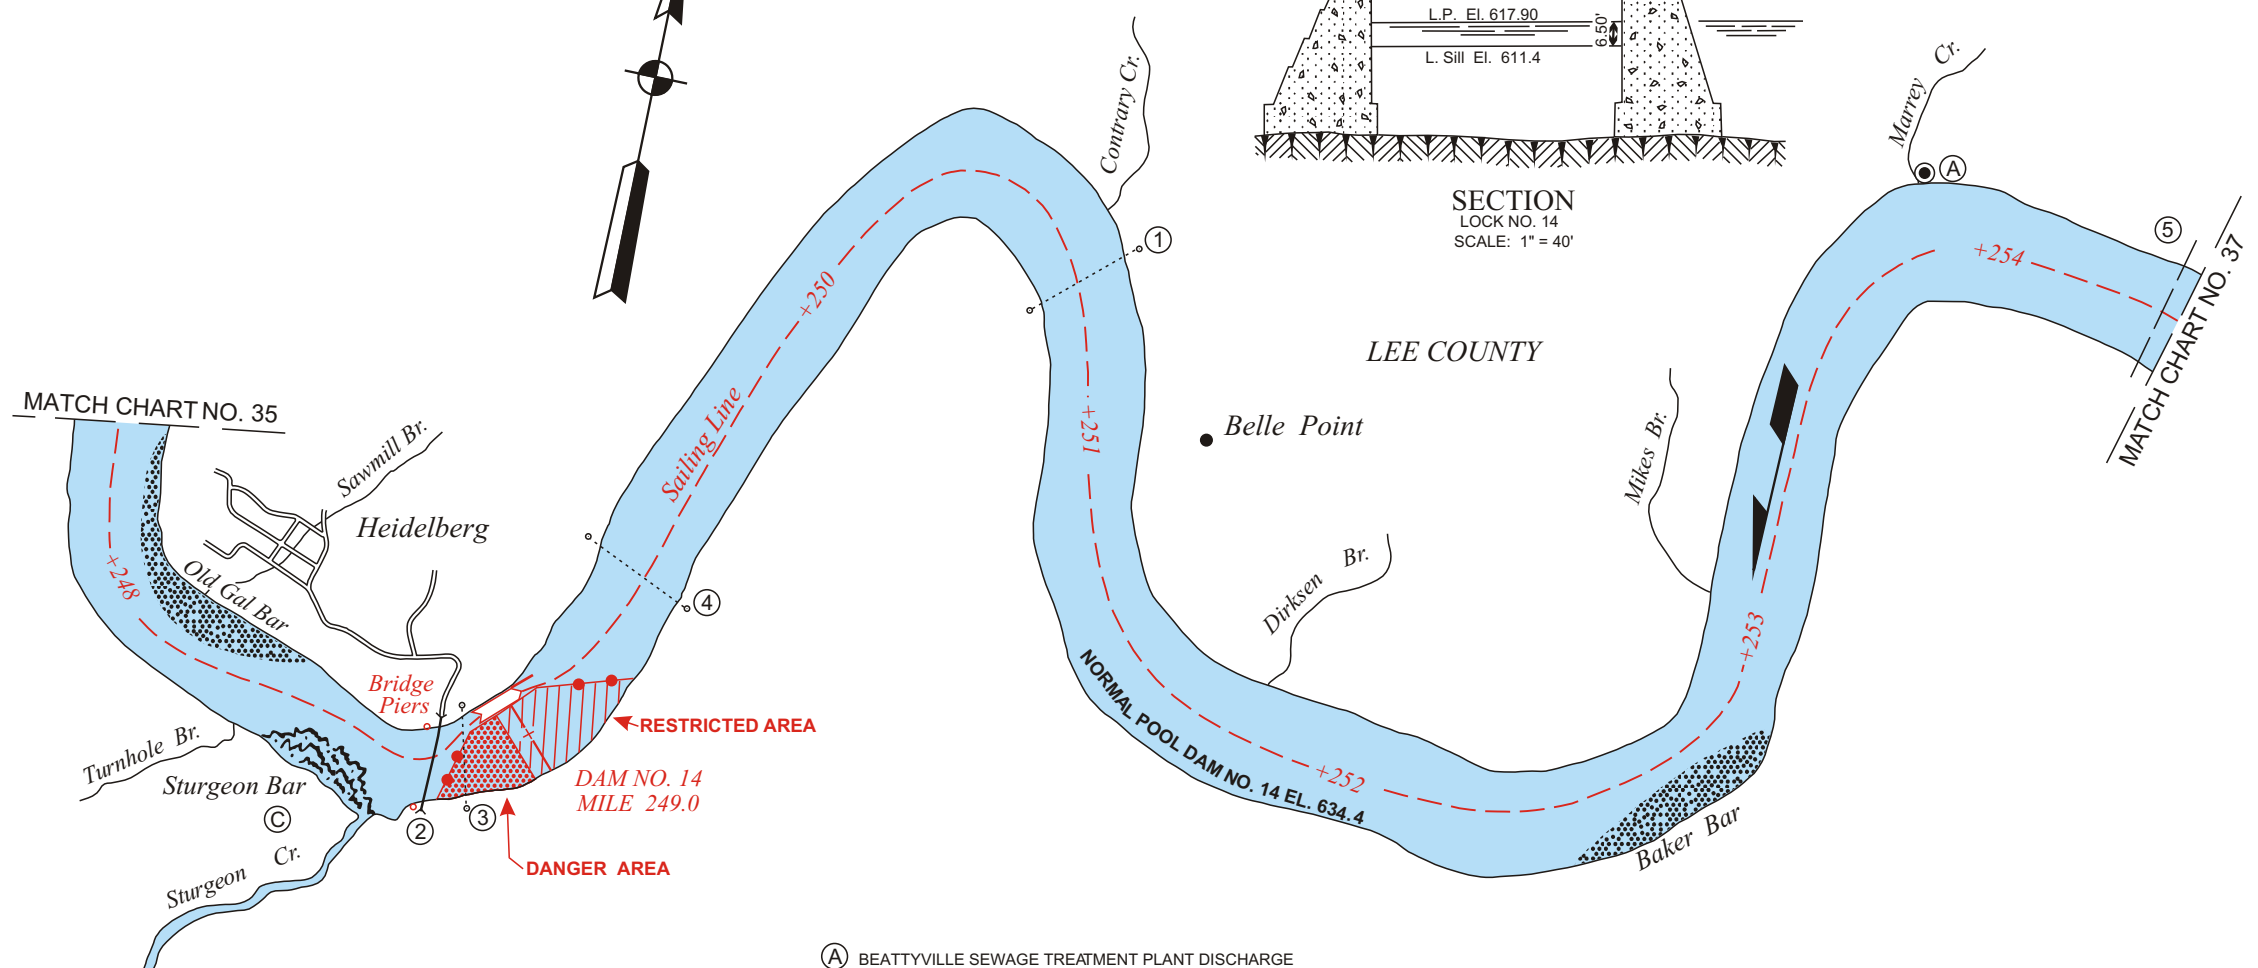 L.P. El. 617.90
6.50'
L. Sill El. 611.4
SECTION
LOCK NO. 14
SCALE: 1" = 40'
Contrary Cr.
Marrey Cr.
A
1
5
+254
MATCH CHART NO. 37
+250
LEE COUNTY
MATCH CHART NO. 35
Sawmill Br.
Heidelberg
Sailing Line
+251
Belle Point
Mikes Br.
Old Gal Bar
+248
4
Dirksen Br.
+253
Bridge
Piers
RESTRICTED AREA
Turnhole Br.
Sturgeon Bar
C
DAM NO. 14
MILE 249.0
NORMAL POOL DAM NO. 14 EL. 634.4
+252
2
3
Baker Bar
Sturgeon Cr.
DANGER AREA
A BEATTYVILLE SEWAGE TREATMENT PLANT DISCHARGE